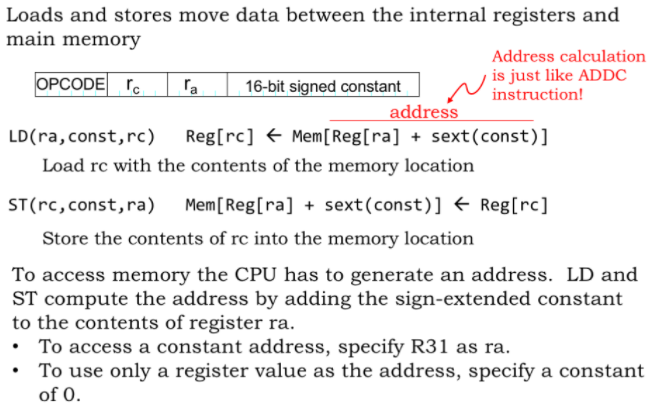 Loads and stores move data between the internal registers and
main memory
Address calculation
is just like ADDC
instruction!
OPCODE rc ra 16-bit signed constant
address
LD(ra,const,rc) Reg[rc] ← Mem[Reg[ra] + sext(const)]
Load rc with the contents of the memory location
ST(rc,const,ra) Mem[Reg[ra] + sext(const)] ← Reg[rc]
Store the contents of rc into the memory location
To access memory the CPU has to generate an address. LD and
ST compute the address by adding the sign-extended constant
to the contents of register ra.
• To access a constant address, specify R31 as ra.
• To use only a register value as the address, specify a constant
of 0.